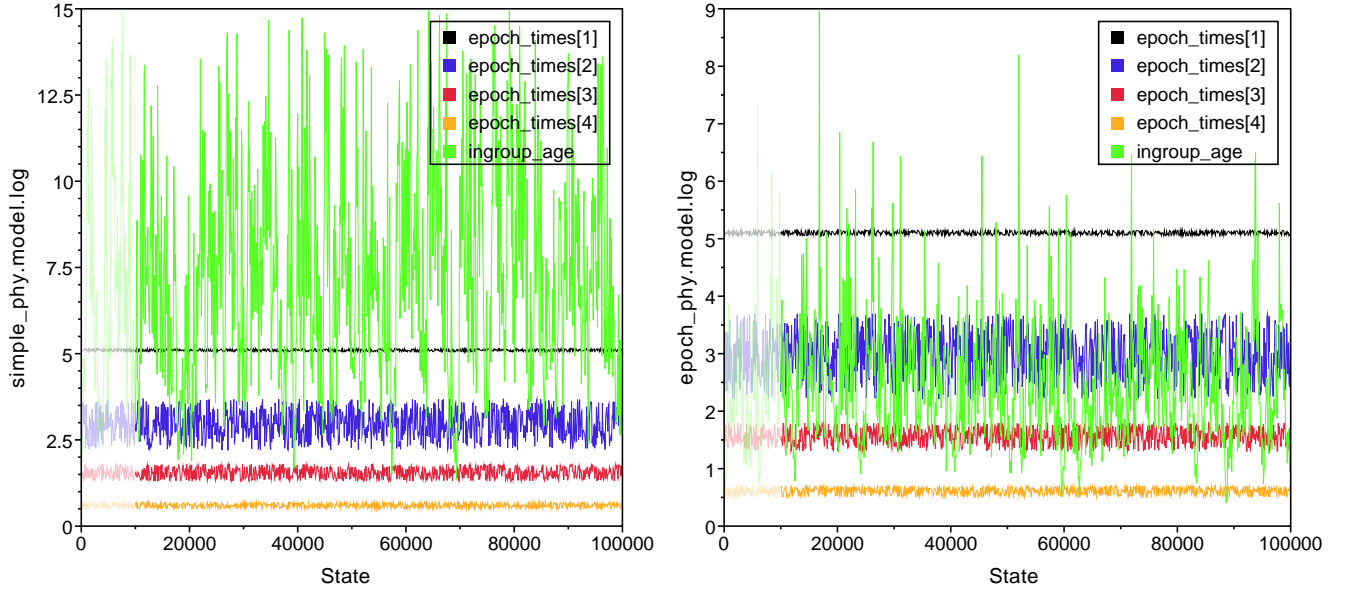 simple_phy.model.log
15
12.5
10
7.5
5
2.5
0
epoch_times[1]
epoch_times[2]
epoch_times[3]
epoch_times[4]
ingroup_age
0
20000
40000
60000
80000
100000
State
epoch_phy.model.log
9
8
7
6
5
4
3
2
1
0
epoch_times[1]
epoch_times[2]
epoch_times[3]
epoch_times[4]
ingroup_age
0
20000
40000
60000
80000
100000
State